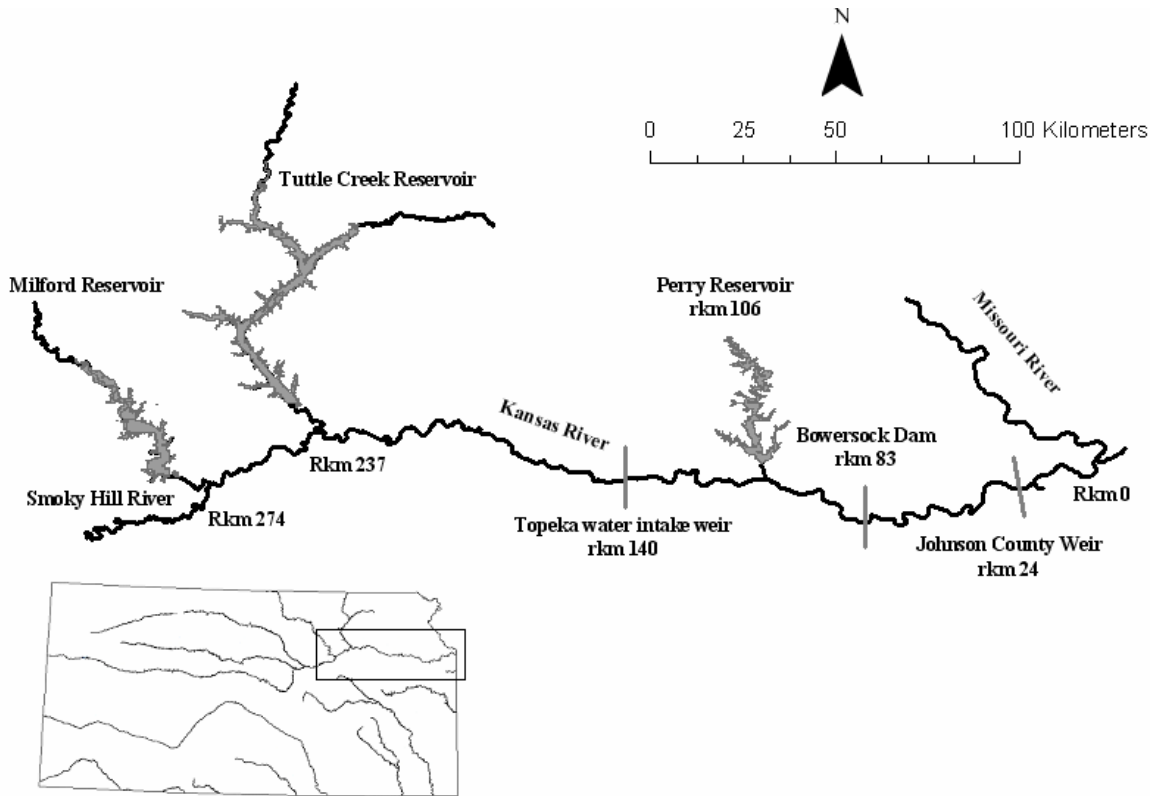 N
0 25 50 100 Kilometers
Tuttle Creek Reservoir
Milford Reservoir
Perry Reservoir
rkm 106
Missouri River
Kansas River
Bowersock Dam
rkm 83
Rkm 237
Smoky Hill River
Rkm 274
Rkm 0
Topeka water intake weir
rkm 140
Johnson County Weir
rkm 24